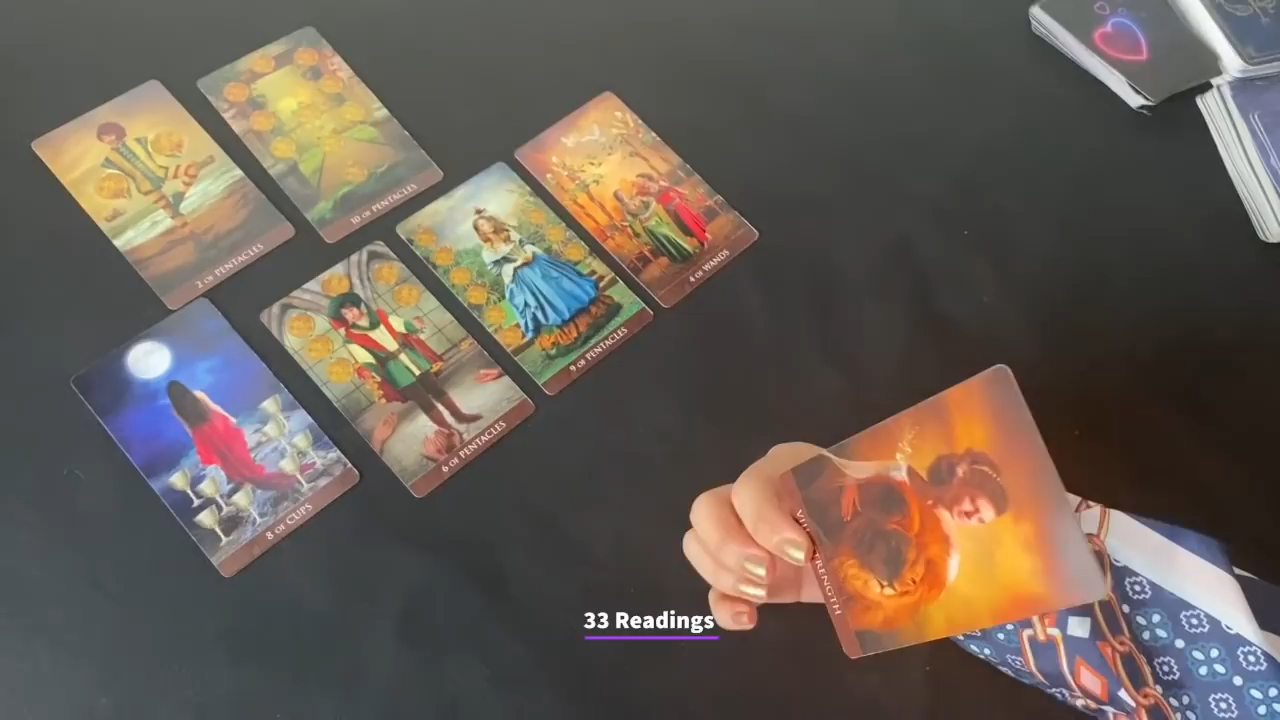 10 OF PENTACLES
2 OF PENTACLES
4 OF WANDS
9 OF PENTACLES
6 OF PENTACLES
8 OF CUPS
33 Readings